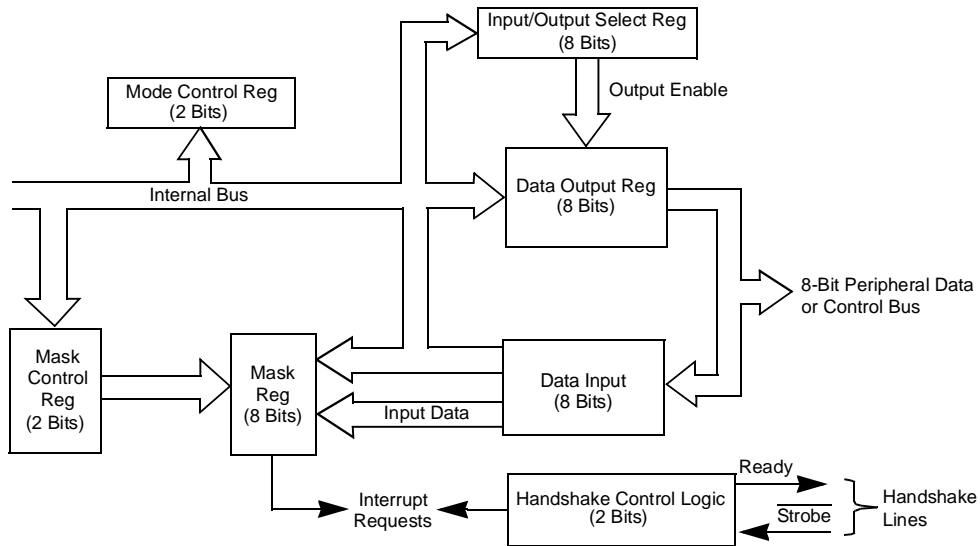 Input/Output Select Reg
(8 Bits)
Mode Control Reg
(2 Bits)
Output Enable
Internal Bus
Data Output Reg
(8 Bits)
8-Bit Peripheral Data
or Control Bus
Mask
Control
Reg
(2 Bits)
Mask
Reg
(8 Bits)
Data Input
(8 Bits)
Input Data
Ready
Interrupt
Requests
Handshake Control Logic
(2 Bits)
Strobe
Handshake
Lines